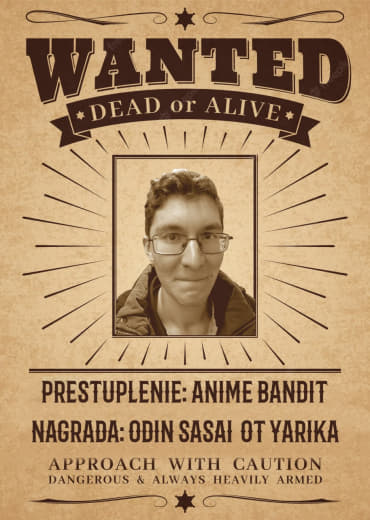 WANTED
DEAD or ALIVE
PRESTUPLENIE: ANIME BANDIT
NAGRADA: ODIN SASAI OT YARIKA
APPROACH WITH CAUTION
DANGEROUS & ALWAYS HEAVILY ARMED